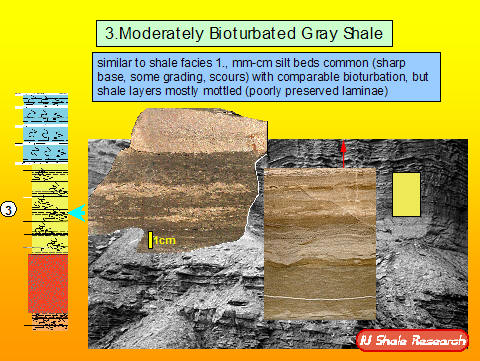 3.Moderately Bioturbated Gray Shale
similar to shale facies 1., mm-cm silt beds common (sharp
base, some grading, scours) with comparable bioturbation, but
shale layers mostly mottled (poorly preserved laminae)
3
1cm
IU Shale Research